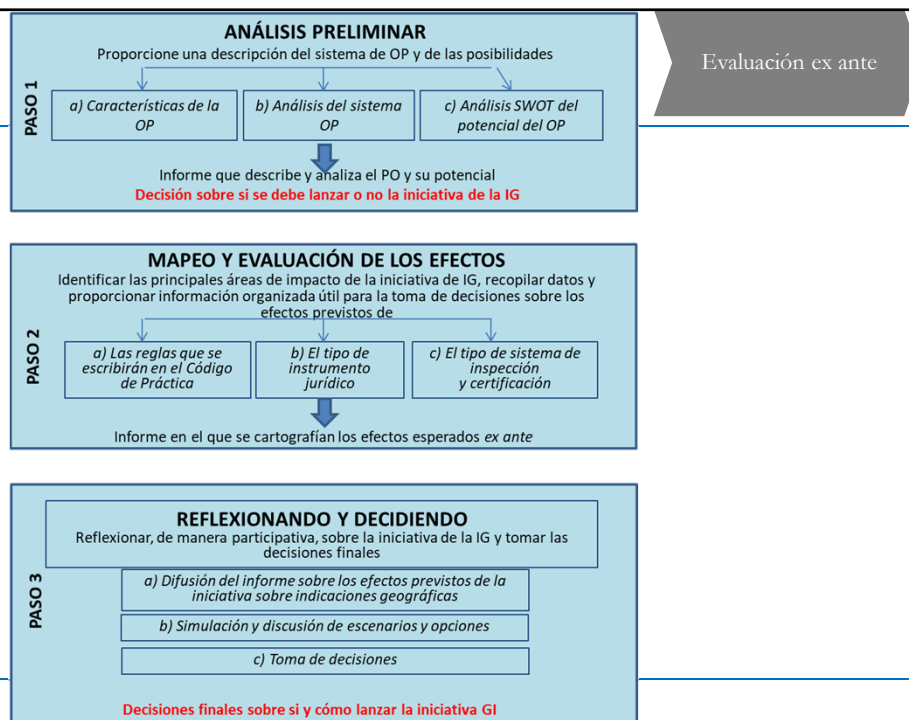 ANÁLISIS PRELIMINAR
Proporcione una descripción del sistema de OP y de las posibilidades
PASO 1
a) Características de la
OP
b) Análisis del sistema
OP
c) Análisis SWOT del
potencial del OP
Informe que describe y analiza el PO y su potencial
Decisión sobre si se debe lanzar o no la iniciativa de la IG
Evaluación ex ante
MAPEO Y EVALUACIÓN DE LOS EFECTOS
Identificar las principales áreas de impacto de la iniciativa de IG, recopilar datos y
proporcionar información organizada útil para la toma de decisiones sobre los
efectos previstos de
PASO 2
a) Las reglas que se
escribirán en el Código
de Práctica
b) El tipo de
instrumento
jurídico
c) El tipo de sistema de
inspección
y certificación
Informe en el que se cartografían los efectos esperados ex ante
REFLEXIONANDO Y DECIDIENDO
Reflexionar, de manera participativa, sobre la iniciativa de la IG y tomar las
decisiones finales
PASO 3
a) Difusión del informe sobre los efectos previstos de la
iniciativa sobre indicaciones geográficas
b) Simulación y discusión de escenarios y opciones
c) Toma de decisiones
Decisiones finales sobre si y cómo lanzar la iniciativa GI